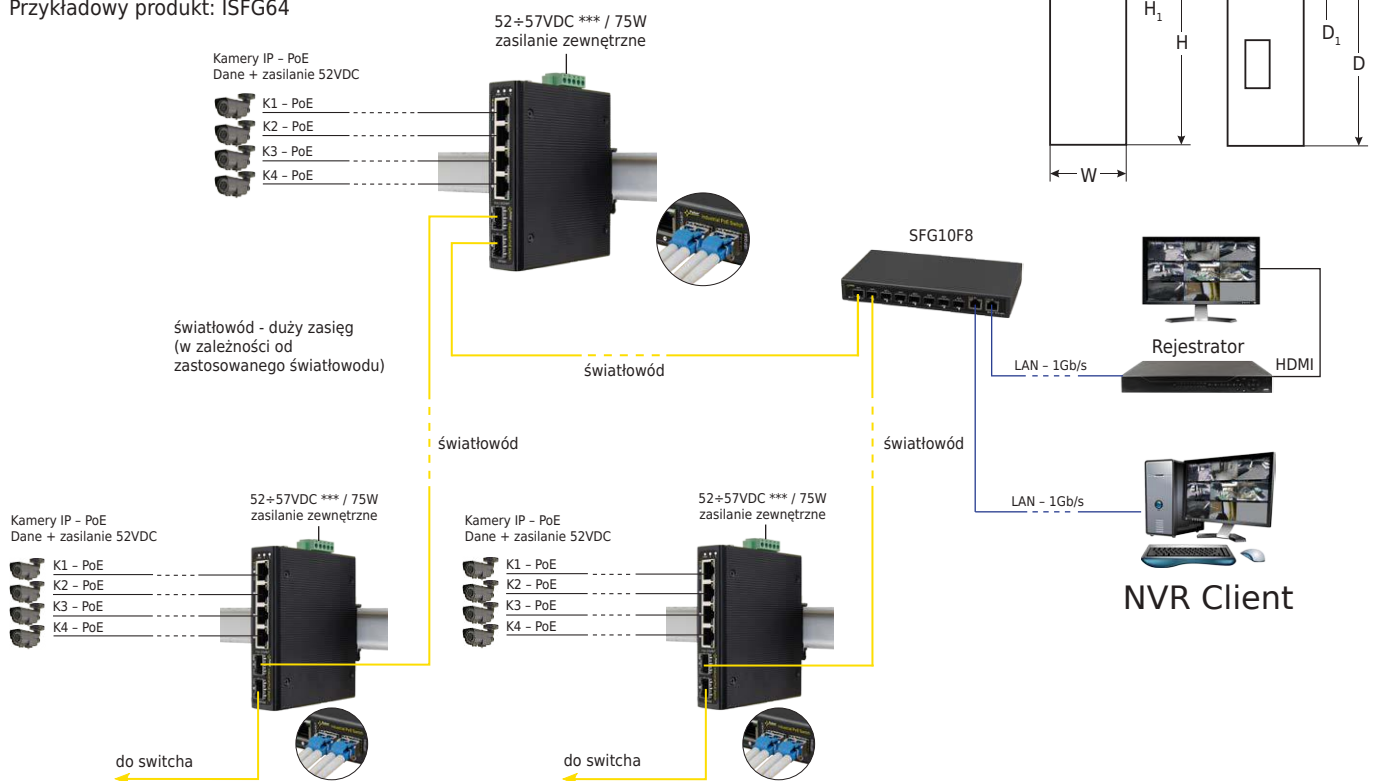 Przykładowy produkt: ISFG64
52÷57VDC *** / 75W
zasilanie zewnętrzne
Kamery IP – PoE
Dane + zasilanie 52VDC
K1 – PoE
K2 – PoE
K3 – PoE
K4 – PoE
H1
H
D1
D
W
SFG10F8
światłowód - duży zasięg
(w zależności od
zastosowanego światłowodu)
światłowód
LAN – 1Gb/s
Rejestrator
HDMI
światłowód
światłowód
LAN – 1Gb/s
NVR Client
52÷57VDC *** / 75W
zasilanie zewnętrzne
Kamery IP – PoE
Dane + zasilanie 52VDC
K1 – PoE
K2 – PoE
K3 – PoE
K4 – PoE
do switcha
52÷57VDC *** / 75W
zasilanie zewnętrzne
Kamery IP – PoE
Dane + zasilanie 52VDC
K1 – PoE
K2 – PoE
K3 – PoE
K4 – PoE
do switcha